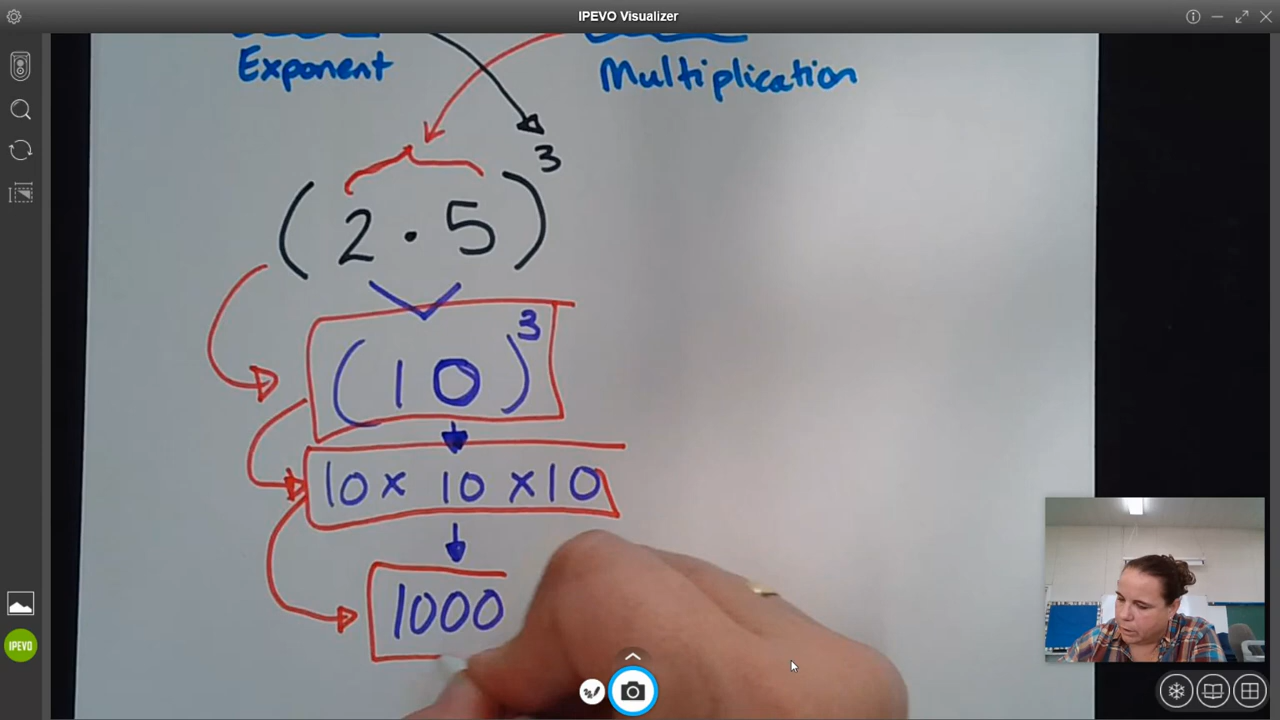 IPEVO Visualizer
Exponent Multiplication
(2 · 5)³
(10)³
10 x 10 x 10
1000
IPEVO